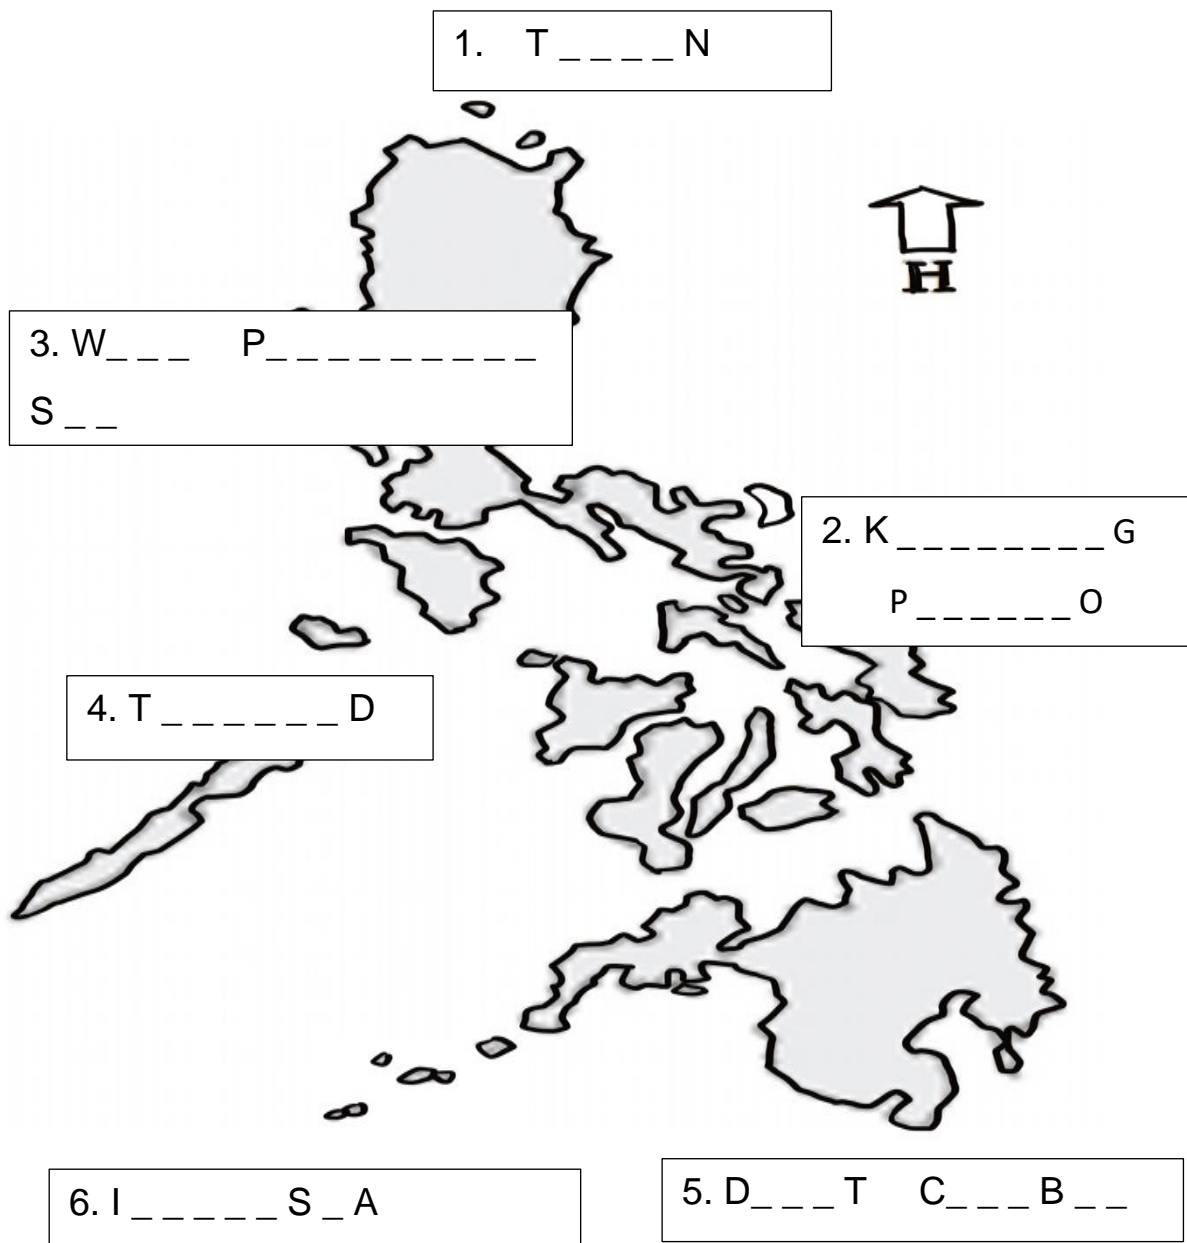 1. T _ _ _ _ N
H
3. W_ _ _ P_ _ _ _ _ _ _ _ _
S _ _
2. K _ _ _ _ _ _ _ _ G
P _ _ _ _ _ _ O
4. T _ _ _ _ _ _ D
6. I _ _ _ _ _ S _ A
5. D_ _ _ T C_ _ _ B _ _